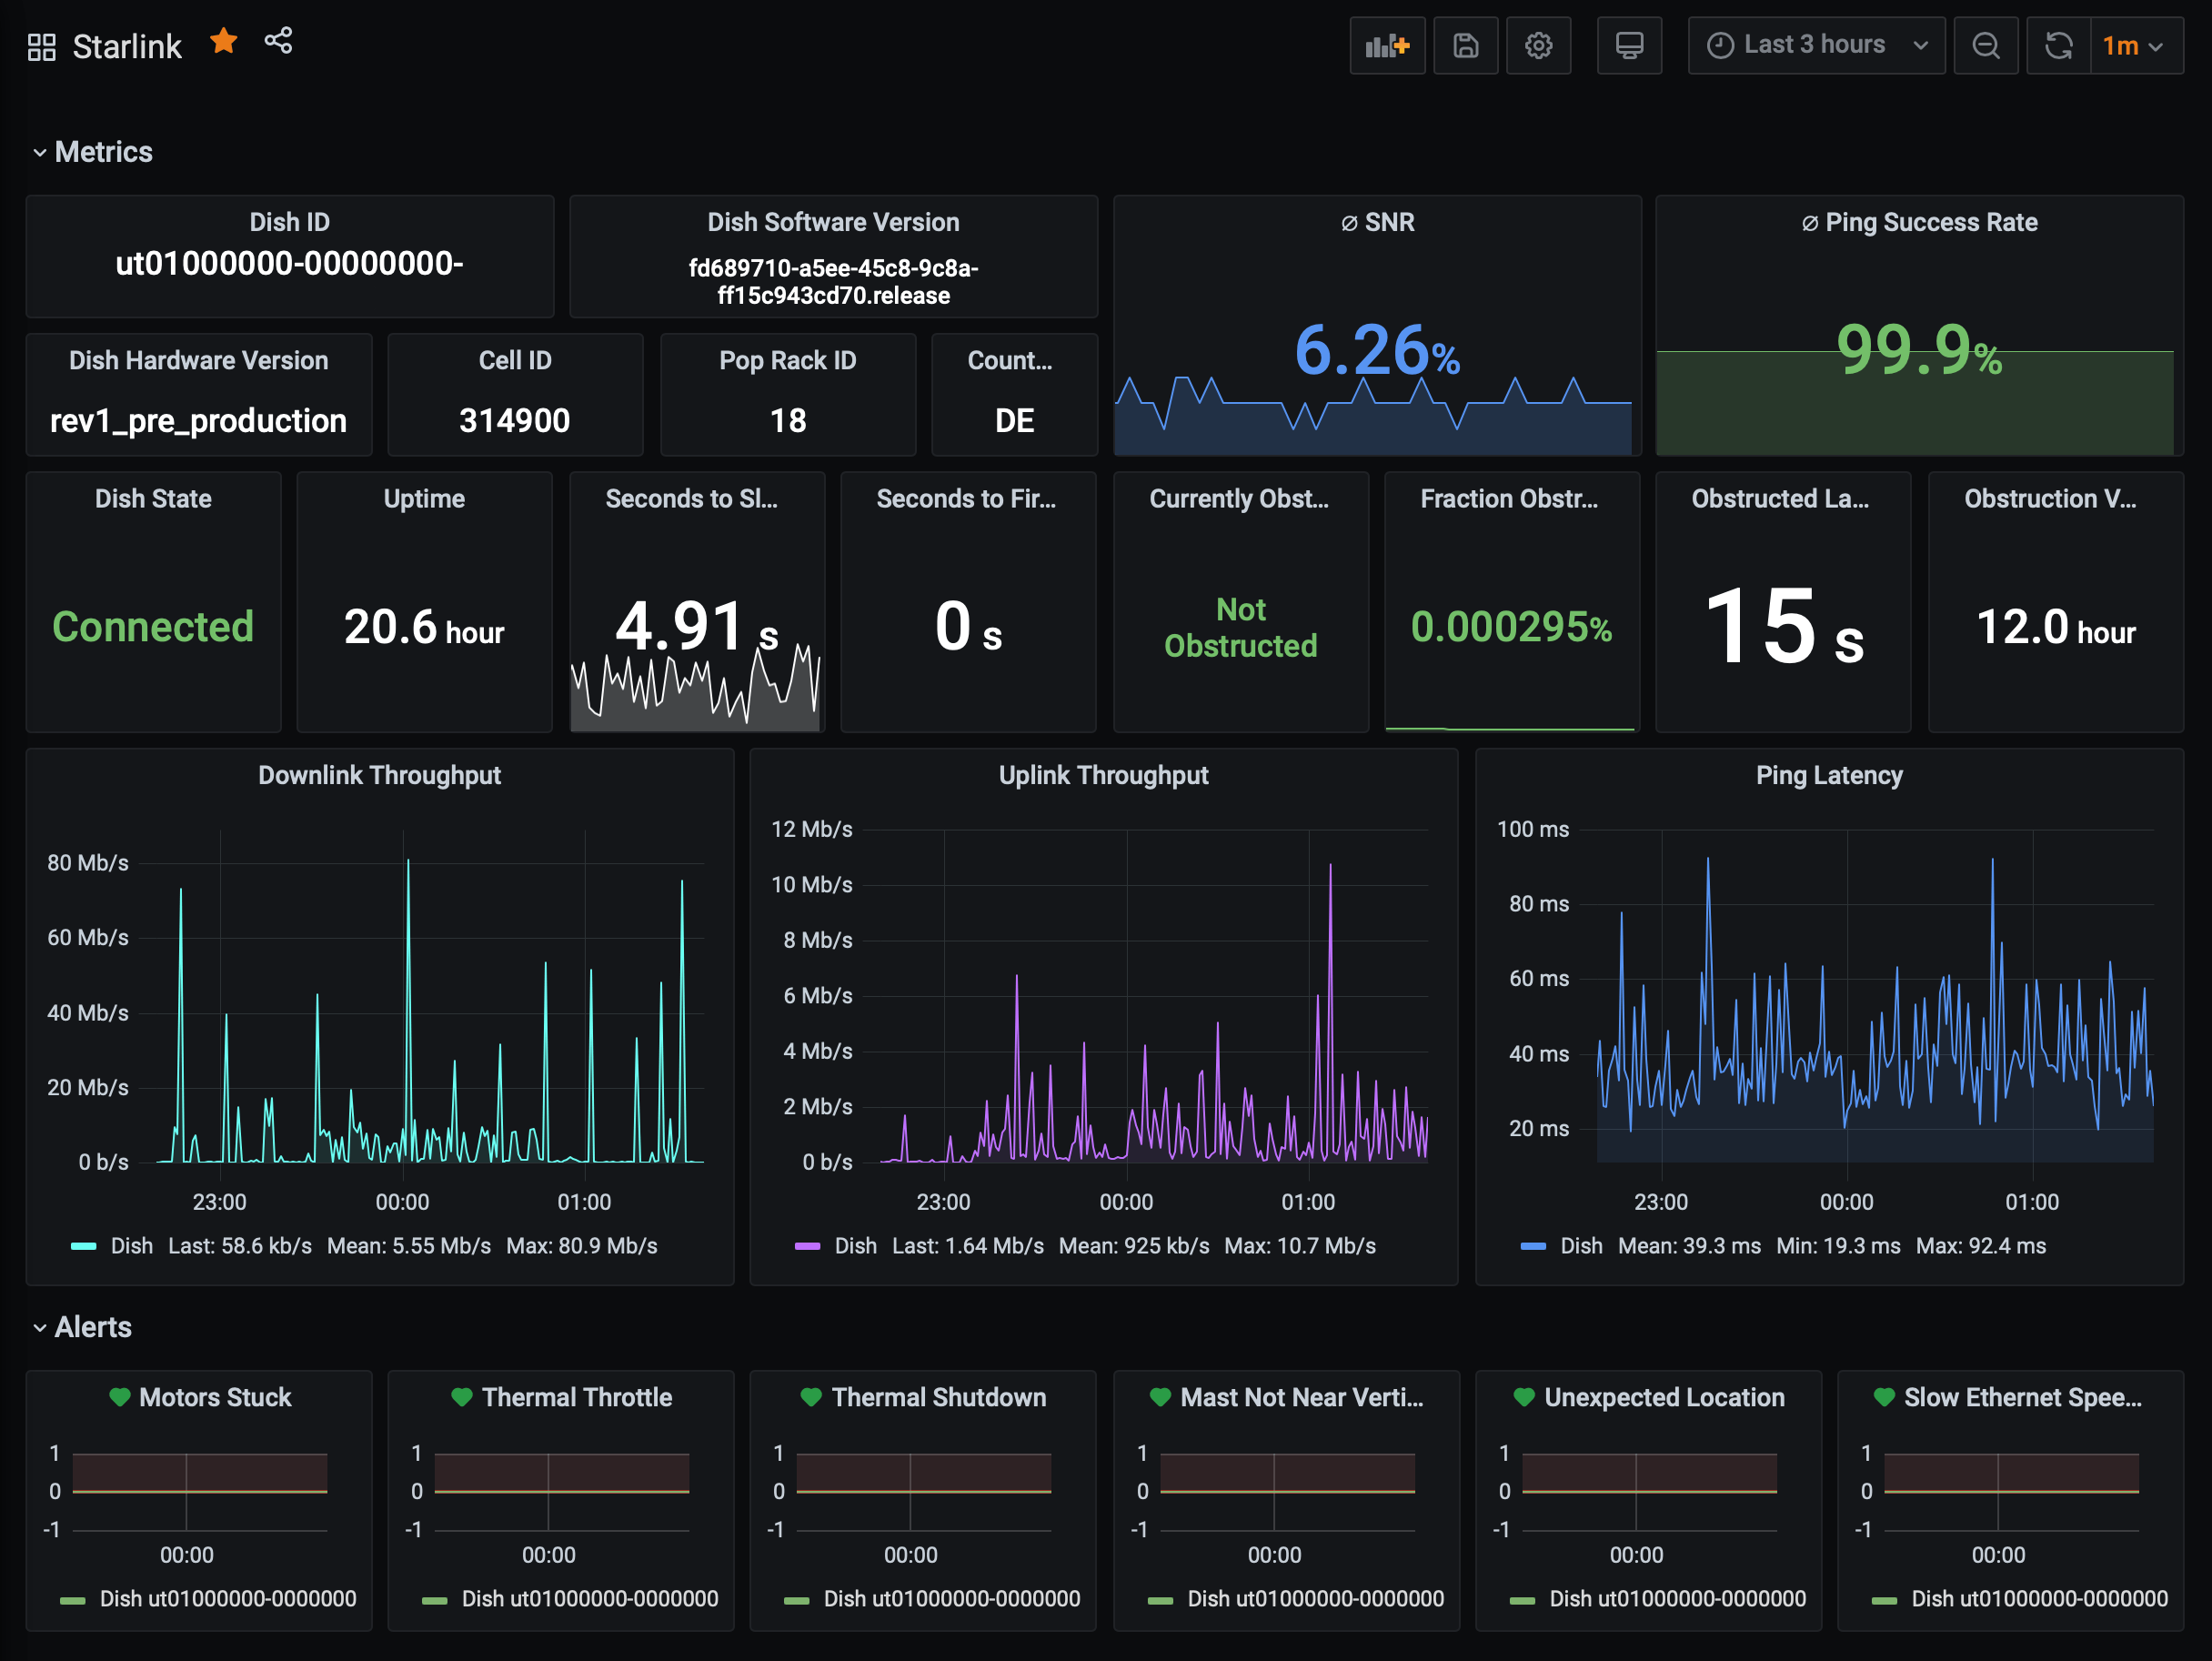 Starlink
Last 3 hours
1m
Metrics
Dish ID
ut01000000-00000000-
Dish Software Version
fd689710-a5ee-45c8-9c8a-
ff15c943cd70.release
∅ SNR
6.26%
∅ Ping Success Rate
99.9%
Dish Hardware Version
rev1_pre_production
Cell ID
314900
Pop Rack ID
18
Count...
DE
Dish State
Connected
Uptime
20.6 hour
Seconds to Sl...
4.91 s
Seconds to Fir...
0 s
Currently Obst...
Not
Obstructed
Fraction Obstr...
0.000295%
Obstructed La...
15 s
Obstruction V...
12.0 hour
Downlink Throughput
80 Mb/s
60 Mb/s
40 Mb/s
20 Mb/s
0 b/s
23:00 00:00 01:00
Dish Last: 58.6 kb/s Mean: 5.55 Mb/s Max: 80.9 Mb/s
Uplink Throughput
12 Mb/s
10 Mb/s
8 Mb/s
6 Mb/s
4 Mb/s
2 Mb/s
0 b/s
23:00 00:00 01:00
Dish Last: 1.64 Mb/s Mean: 925 kb/s Max: 10.7 Mb/s
Ping Latency
100 ms
80 ms
60 ms
40 ms
20 ms
23:00 00:00 01:00
Dish Mean: 39.3 ms Min: 19.3 ms Max: 92.4 ms
Alerts
Motors Stuck
1
0
-1
00:00
Dish ut01000000-0000000
Thermal Throttle
1
0
-1
00:00
Dish ut01000000-0000000
Thermal Shutdown
1
0
-1
00:00
Dish ut01000000-0000000
Mast Not Near Verti...
1
0
-1
00:00
Dish ut01000000-0000000
Unexpected Location
1
0
-1
00:00
Dish ut01000000-0000000
Slow Ethernet Spee...
1
0
-1
00:00
Dish ut01000000-0000000